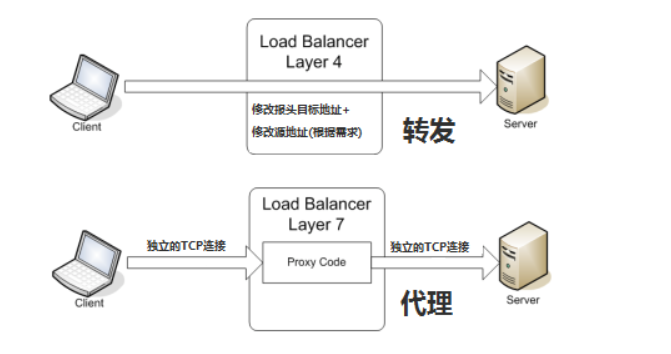 Load Balancer
Layer 4
修改报头目标地址+
修改源地址(根据需求)
转发
Client
Server
Load Balancer
Layer 7
独立的TCP连接
Proxy Code
独立的TCP连接
代理
Client
Server